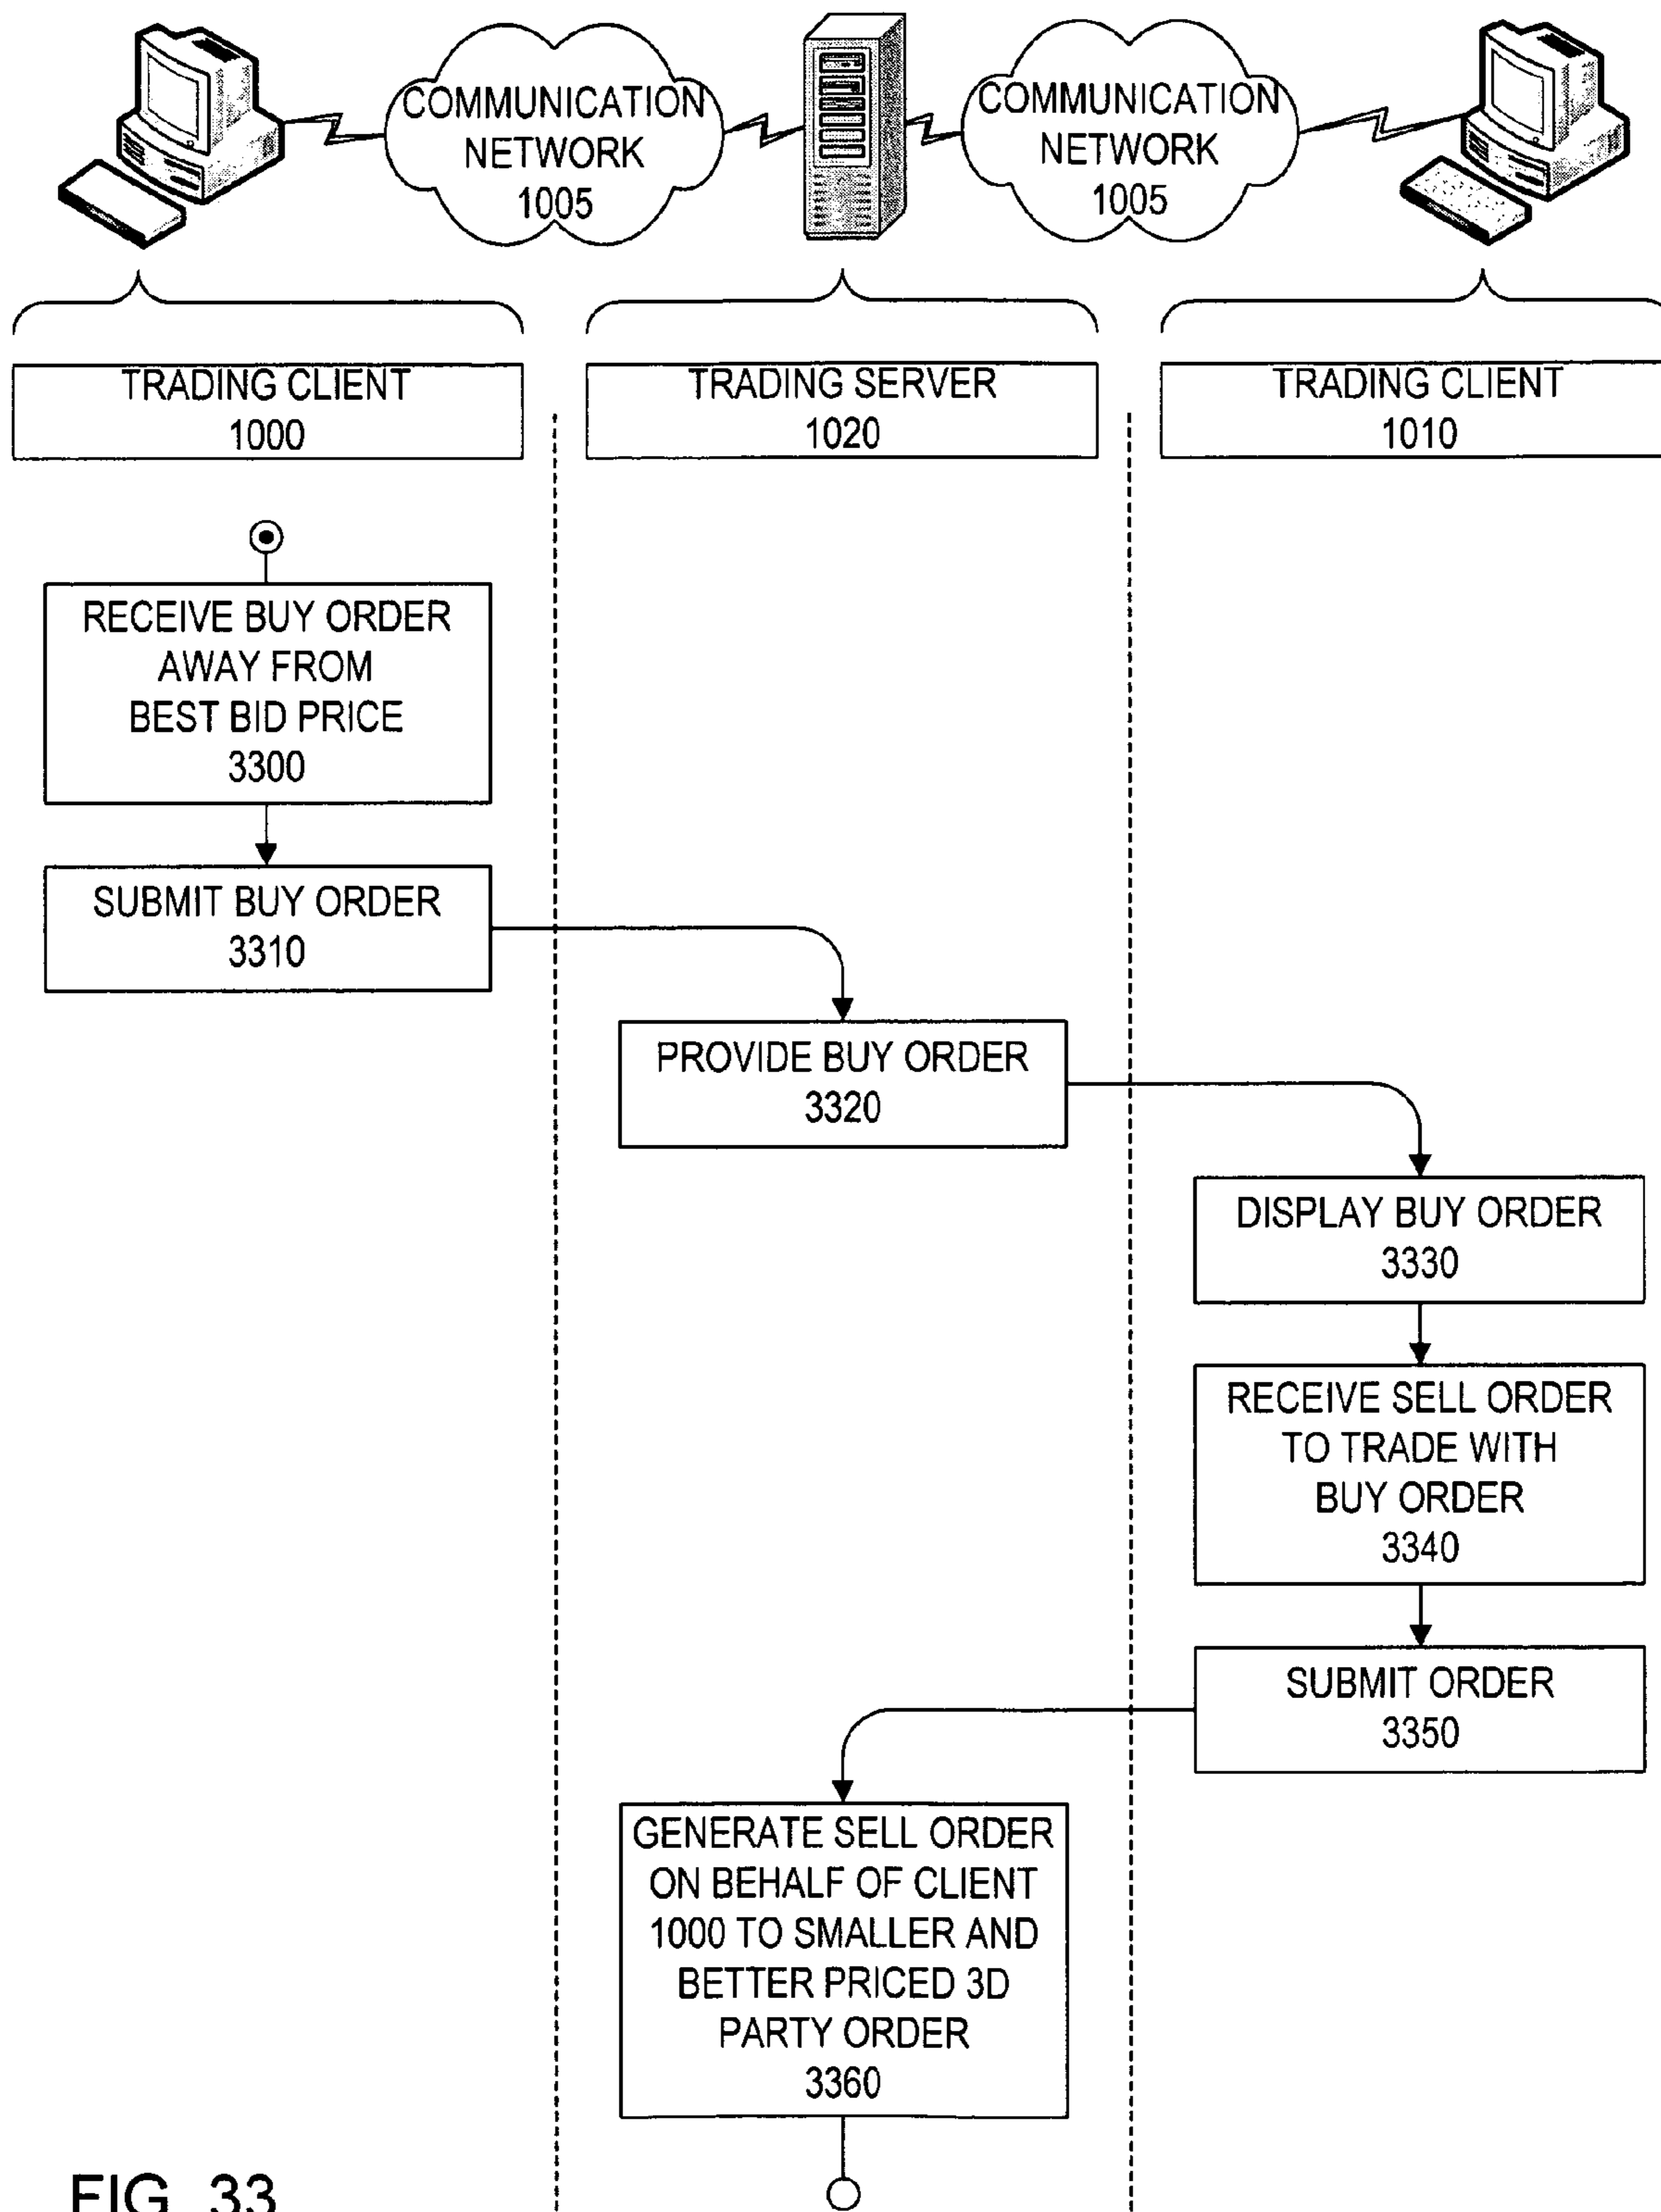 COMMUNICATION
NETWORK
1005
COMMUNICATION
NETWORK
1005
TRADING CLIENT
1000
TRADING SERVER
1020
TRADING CLIENT
1010
RECEIVE BUY ORDER
AWAY FROM
BEST BID PRICE
3300
SUBMIT BUY ORDER
3310
PROVIDE BUY ORDER
3320
DISPLAY BUY ORDER
3330
RECEIVE SELL ORDER
TO TRADE WITH
BUY ORDER
3340
SUBMIT ORDER
3350
GENERATE SELL ORDER
ON BEHALF OF CLIENT
1000 TO SMALLER AND
BETTER PRICED 3D
PARTY ORDER
3360
FIG. 33